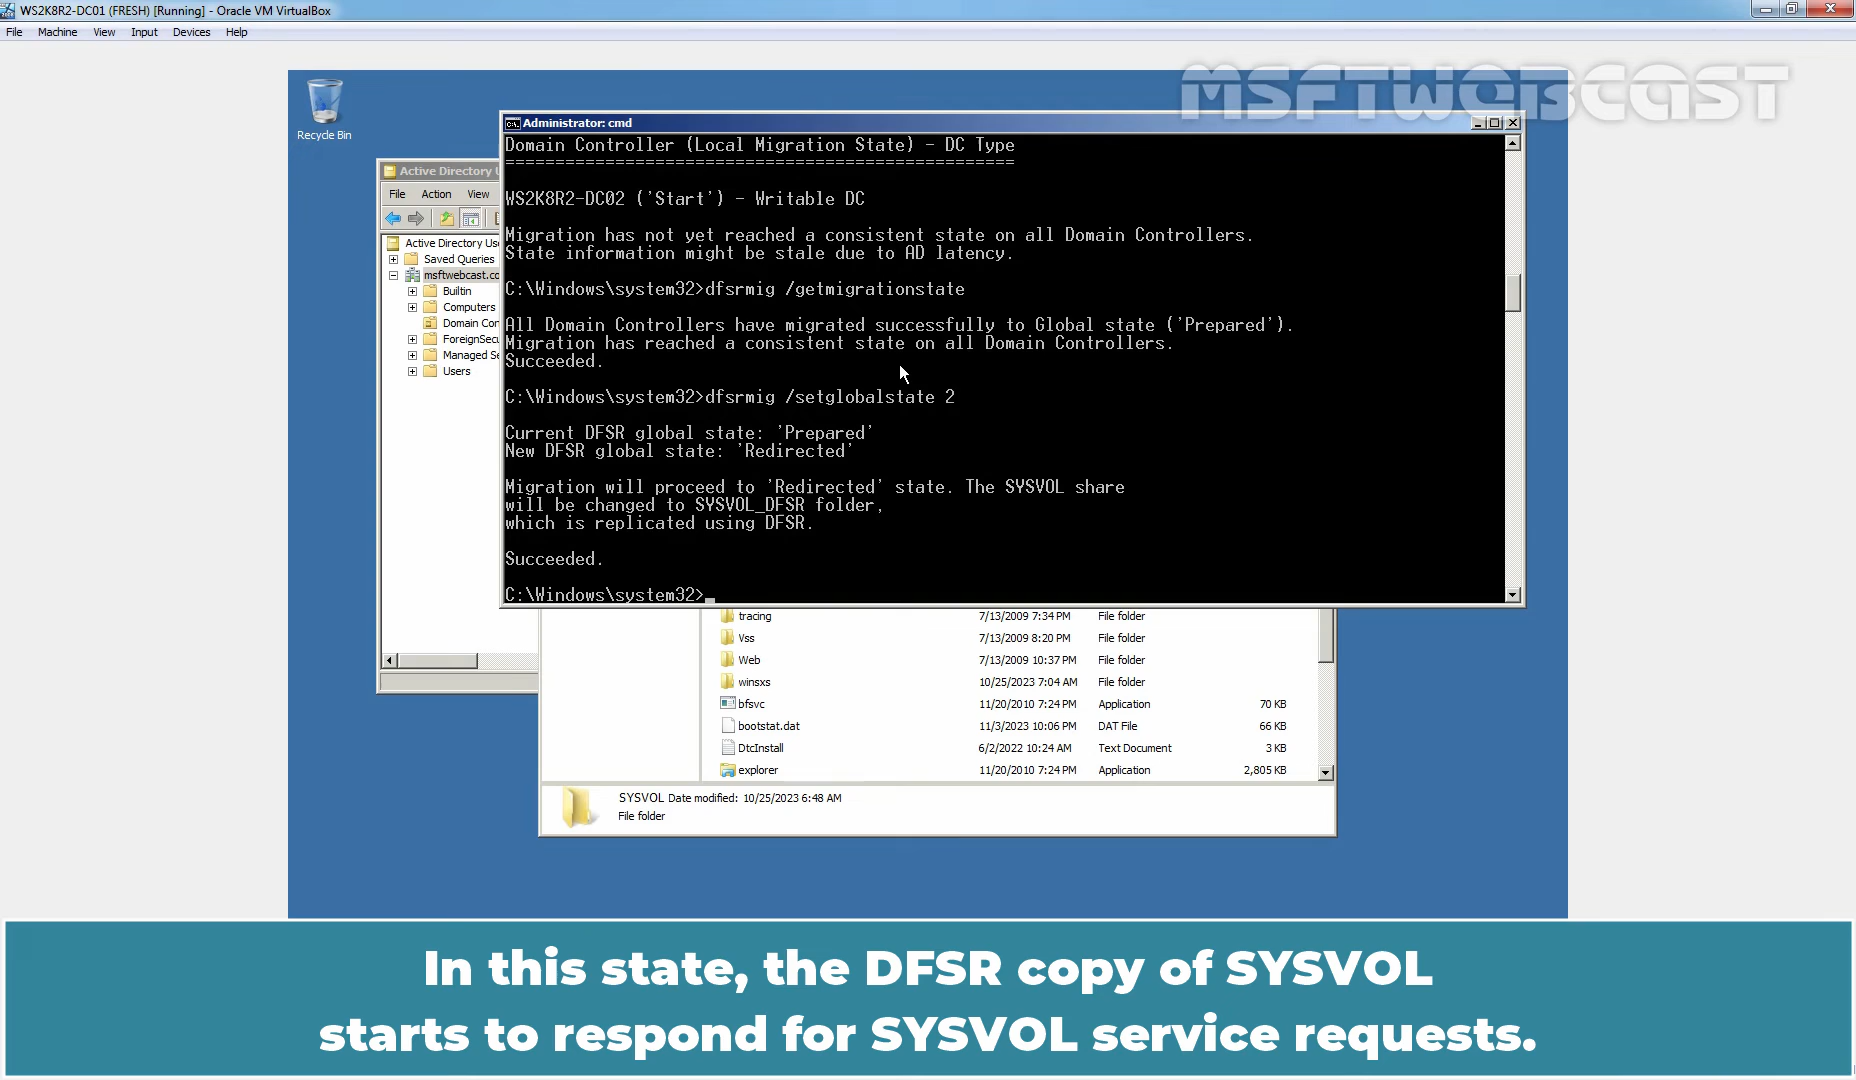 WS2K8R2-DC01 (FRESH) [Running] - Oracle VM VirtualBox
File Machine View Input Devices Help
MSFTWEBCAST
Recycle Bin
Administrator: cmd
Domain Controller (Local Migration State) - DC Type
===================================================
WS2K8R2-DC02 ('Start') - Writable DC
Migration has not yet reached a consistent state on all Domain Controllers.
State information might be stale due to AD latency.
C:\Windows\system32>dfsrmig /getmigrationstate
All Domain Controllers have migrated successfully to Global state ('Prepared').
Migration has reached a consistent state on all Domain Controllers.
Succeeded.
C:\Windows\system32>dfsrmig /setglobalstate 2
Current DFSR global state: 'Prepared'
New DFSR global state: 'Redirected'
Migration will proceed to 'Redirected' state. The SYSVOL share
will be changed to SYSVOL_DFSR folder,
which is replicated using DFSR.
Succeeded.
C:\Windows\system32>_
Active Directory U
File Action View
Active Directory Use
Saved Queries
msftwebcast.co
Builtin
Computers
Domain Con
ForeignSecu
Managed Se
Users
tracing 7/13/2009 7:34 PM File folder
Vss 7/13/2009 8:20 PM File folder
Web 7/13/2009 10:37 PM File folder
winsxs 10/25/2023 7:04 AM File folder
bfsvc 11/20/2010 7:24 PM Application 70 KB
bootstat.dat 11/3/2023 10:06 PM DAT File 66 KB
DtcInstall 6/2/2022 10:24 AM Text Document 3 KB
explorer 11/20/2010 7:24 PM Application 2,805 KB
SYSVOL Date modified: 10/25/2023 6:48 AM
File folder
In this state, the DFSR copy of SYSVOL
starts to respond for SYSVOL service requests.